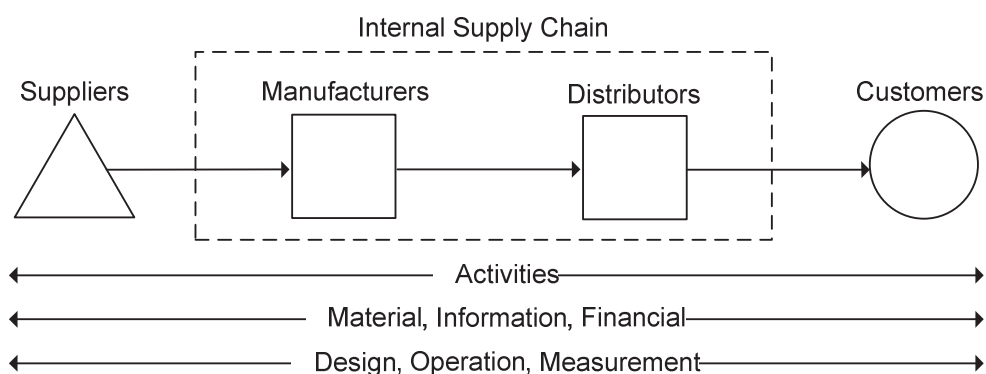 Internal Supply Chain
Suppliers
Manufacturers
Distributors
Customers
Activities
Material, Information, Financial
Design, Operation, Measurement